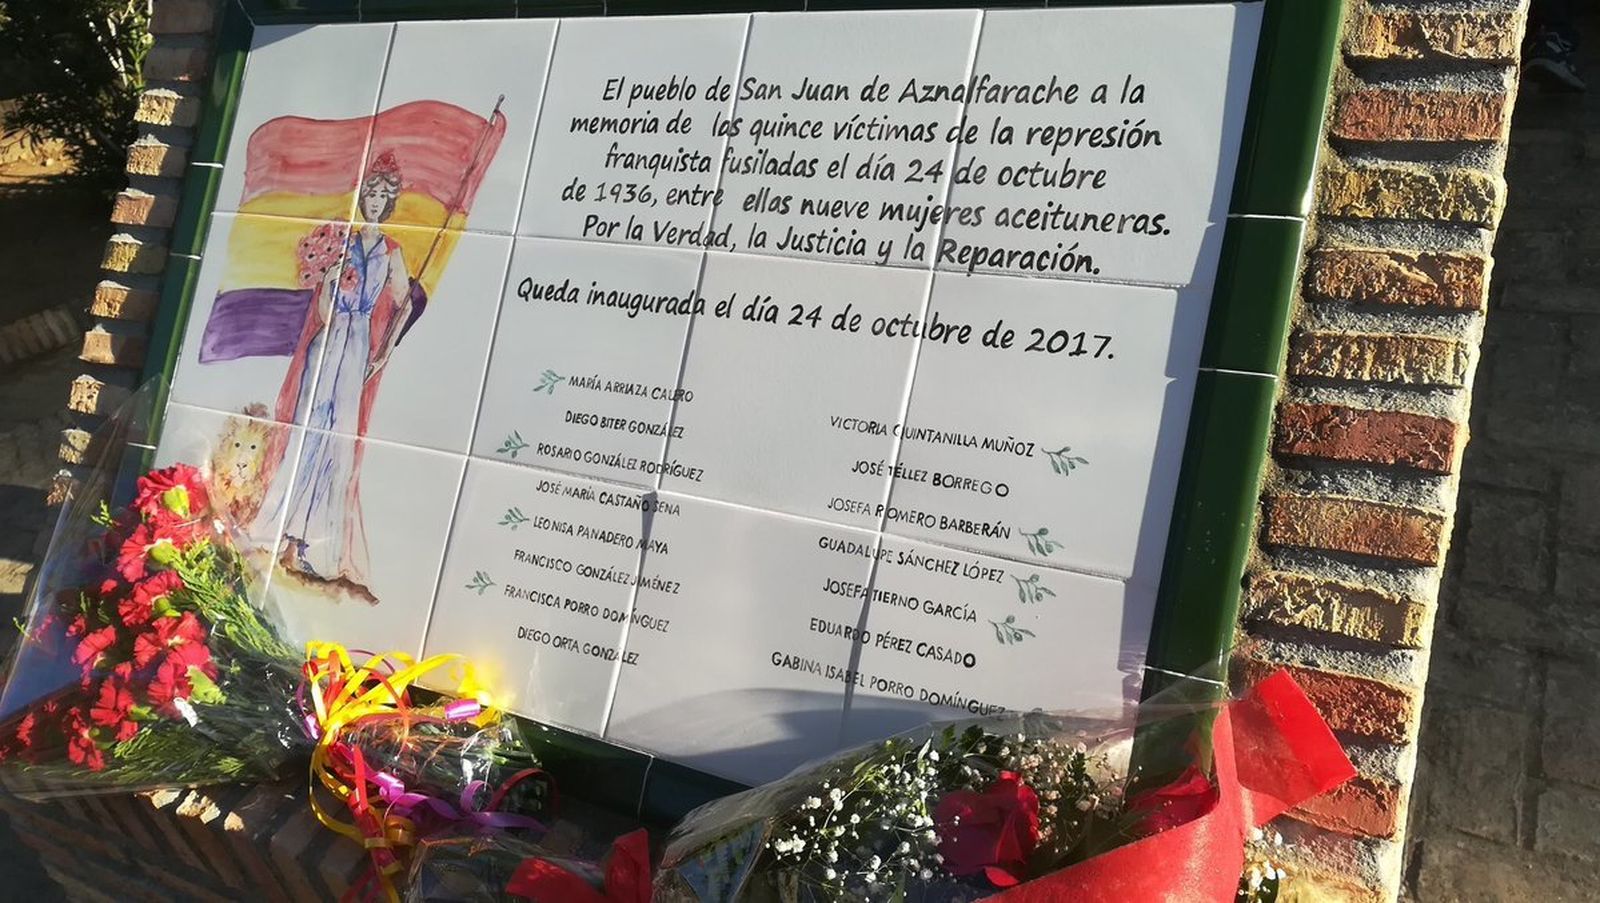 El pueblo de San Juan de Aznalfarache a la
memoria de las quince víctimas de la represión
franquista fusiladas el día 24 de octubre
de 1936, entre ellas nueve mujeres aceituneras.
Por la Verdad, la Justicia y la Reparación.
Queda inaugurada el día 24 de octubre de 2017.
MARÍA ARRIAZA CALERO
DIEGO BITER GONZÁLEZ
ROSARIO GONZÁLEZ RODRÍGUEZ
JOSÉ MARÍA CASTAÑO SENA
LEONISA PANADERO MAYA
FRANCISCO GONZÁLEZ JIMÉNEZ
FRANCISCA PORRO DOMÍNGUEZ
DIEGO ORTA GONZÁLEZ
VICTORIA QUINTANILLA MUÑOZ
JOSÉ TÉLLEZ BORREGO
JOSEFA ROMERO BARBERÁN
GUADALUPE SÁNCHEZ LÓPEZ
JOSEFA TIERNO GARCÍA
EDUARDO PÉREZ CASADO
GABINA ISABEL PORRO DOMÍNGUEZ